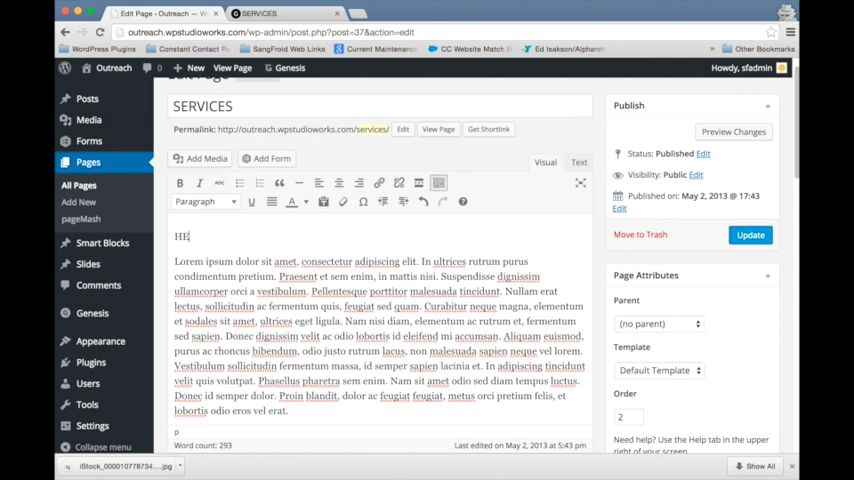 Edit Page ‹ Outreach — W
SERVICES
outreach.wpstudioworks.com/wp-admin/post.php?post=37&action=edit
WordPress Plugins
Constant Contact Re
SangFroid Web Links
Current Maintenance
CC Website Match
Ed Isakson/Alpharett
»
Other Bookmarks
Outreach
0
+ New
View Page
Genesis
Howdy, sfadmin
Edit Page
Posts
Media
Forms
Pages
All Pages
Add New
pageMash
Smart Blocks
Slides
Comments
Genesis
Appearance
Plugins
Users
Tools
Settings
Collapse menu
SERVICES
Permalink: http://outreach.wpstudioworks.com/services/
Edit
View Page
Get Shortlink
Add Media
Add Form
Visual
Text
B I ABC
Paragraph
U A Ω ?
HE
Lorem ipsum dolor sit amet, consectetur adipiscing elit. In ultrices rutrum purus
condimentum pretium. Praesent et sem enim, in mattis nisi. Suspendisse dignissim
ullamcorper orci a vestibulum. Pellentesque porttitor malesuada tincidunt. Nullam erat
lectus, sollicitudin ac fermentum quis, feugiat sed quam. Curabitur neque magna, elementum
et sodales sit amet, ultrices eget ligula. Nam nisi diam, elementum ac rutrum et, fermentum
sed sapien. Donec dignissim velit ac odio lobortis id eleifend mi accumsan. Aliquam euismod,
purus ac rhoncus bibendum, odio justo rutrum lacus, non malesuada sapien neque vel lorem.
Vestibulum sollicitudin fermentum massa, id semper sapien lacinia et. In adipiscing tincidunt
velit quis volutpat. Phasellus pharetra sem enim. Nam sit amet odio sed diam tempus luctus.
Donec id semper dolor. Proin blandit, dolor ac feugiat feugiat, metus orci pretium felis, et
lobortis odio eros vel erat.
p
Word count: 293
Last edited on May 2, 2013 at 5:43 pm
Publish
Preview Changes
Status: Published Edit
Visibility: Public Edit
Published on: May 2, 2013 @ 17:43
Edit
Move to Trash
Update
Page Attributes
Parent
(no parent)
Template
Default Template
Order
2
Need help? Use the Help tab in the upper
right of your screen.
iStock_000010778734....jpg
Show All